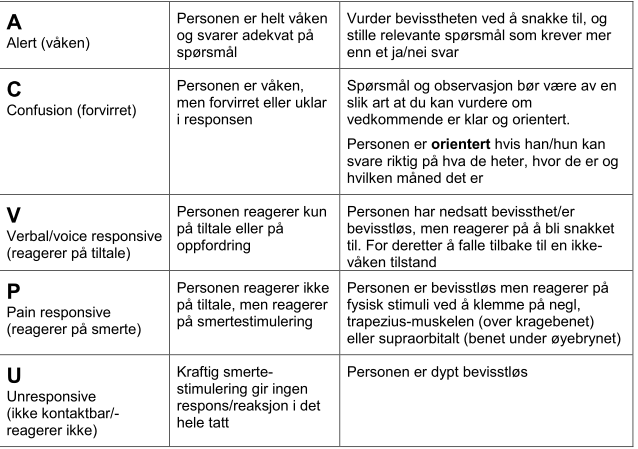 A
Alert (våken)
Personen er helt våken
og svarer adekvat på
spørsmål
Vurder bevisstheten ved å snakke til, og
stille relevante spørsmål som krever mer
enn et ja/nei svar
C
Confusion (forvirret)
Personen er våken,
men forvirret eller uklar
i responsen
Spørsmål og observasjon bør være av en
slik art at du kan vurdere om
vedkommende er klar og orientert.
Personen er orientert hvis han/hun kan
svare riktig på hva de heter, hvor de er og
hvilken måned det er
V
Verbal/voice responsive
(reagerer på tiltale)
Personen reagerer kun
på tiltale eller på
oppfordring
Personen har nedsatt bevissthet/er
bevisstløs, men reagerer på å bli snakket
til. For deretter å falle tilbake til en ikke-
våken tilstand
P
Pain responsive
(reagerer på smerte)
Personen reagerer ikke
på tiltale, men reagerer
på smertestimulering
Personen er bevisstløs men reagerer på
fysisk stimuli ved å klemme på negl,
trapezius-muskelen (over kragebenet)
eller supraorbitalt (benet under øyebrynet)
U
Unresponsive
(ikke kontaktbar/-
reagerer ikke)
Kraftig smerte-
stimulering gir ingen
respons/reaksjon i det
hele tatt
Personen er dypt bevisstløs